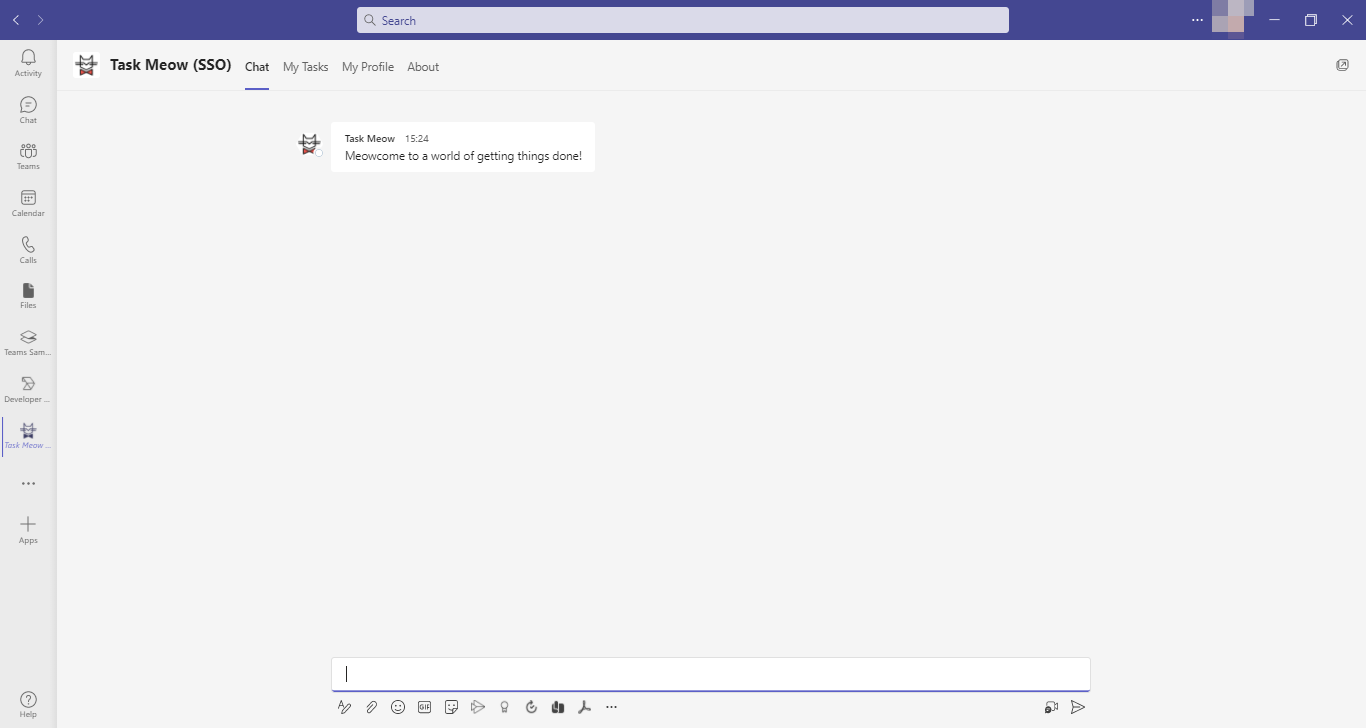 Search
Activity
Chat
Teams
Calendar
Calls
Files
Teams Sam...
Developer ...
Task Meow ...
Apps
Help
Task Meow (SSO) Chat My Tasks My Profile About
Task Meow 15:24
Meowcome to a world of getting things done!
GIF